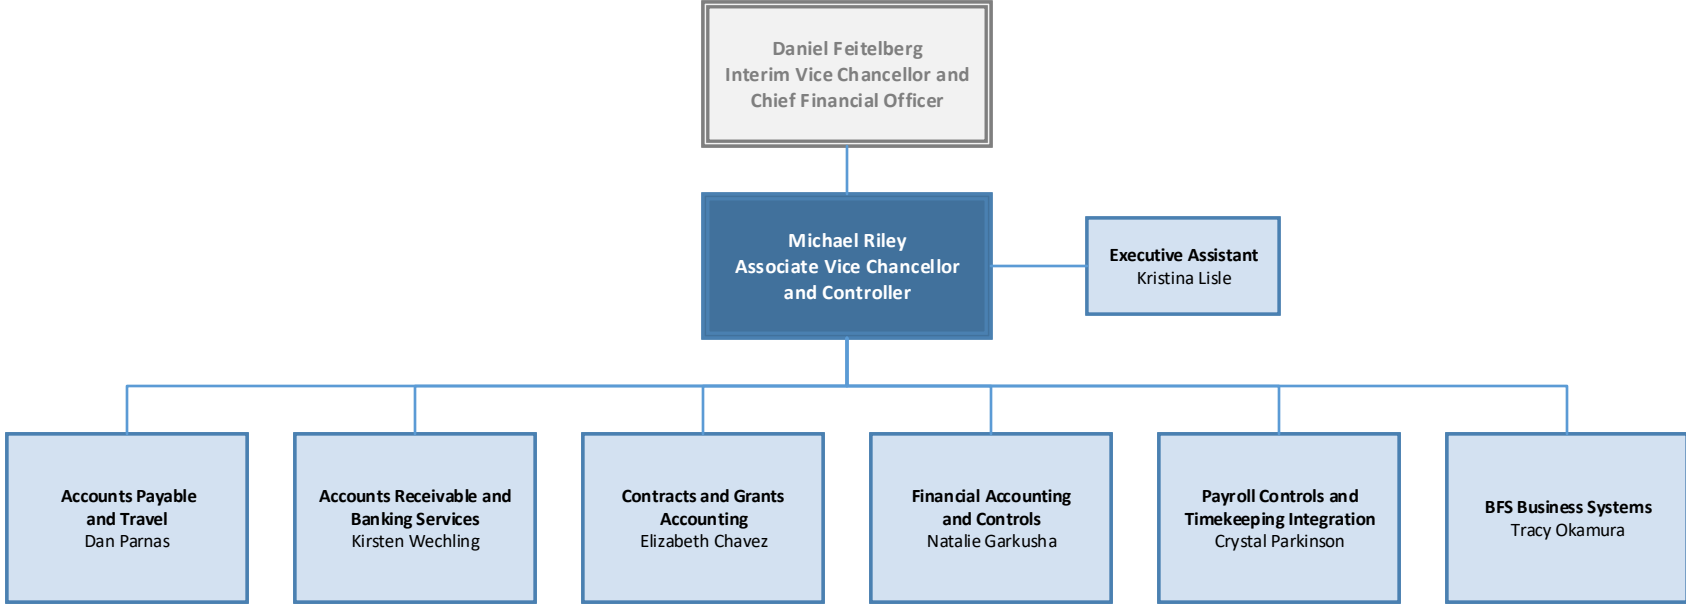 Daniel Feitelberg
Interim Vice Chancellor and
Chief Financial Officer
Michael Riley
Associate Vice Chancellor
and Controller
Executive Assistant
Kristina Lisle
Accounts Payable
and Travel
Dan Parnas
Accounts Receivable and
Banking Services
Kirsten Wechling
Contracts and Grants
Accounting
Elizabeth Chavez
Financial Accounting
and Controls
Natalie Garkusha
Payroll Controls and
Timekeeping Integration
Crystal Parkinson
BFS Business Systems
Tracy Okamura